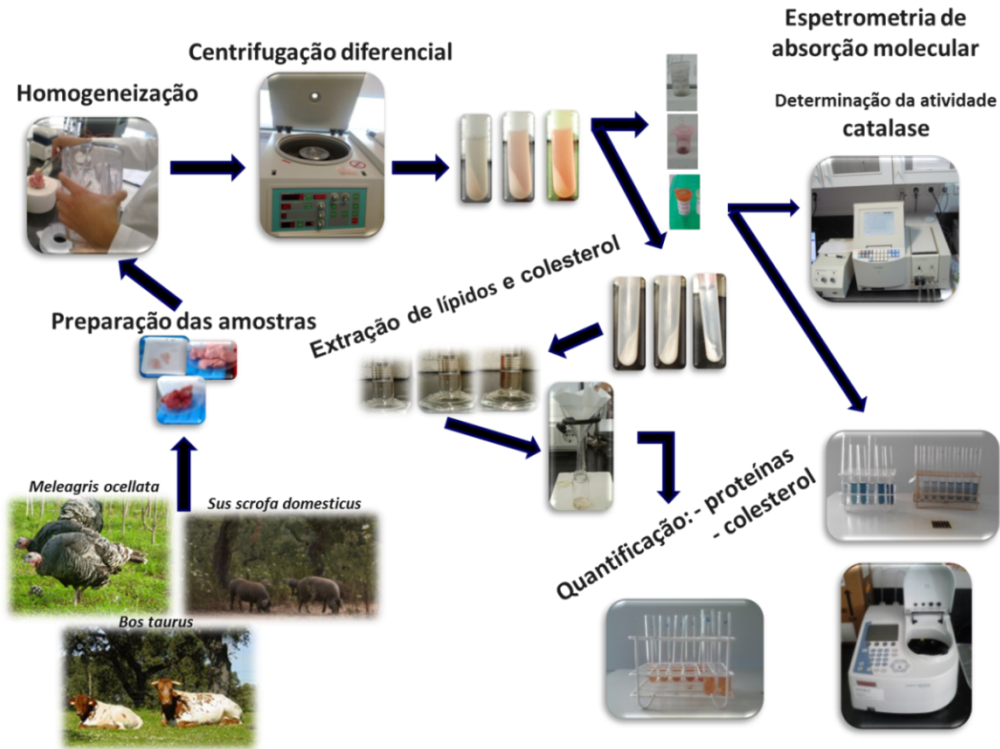 Espetrometria de
absorção molecular
Centrifugação diferencial
Homogeneização
Determinação da atividade
catalase
Extração de lípidos e colesterol
Preparação das amostras
Meleagris ocellata
Sus scrofa domesticus
Bos taurus
Quantificação: - proteínas
- colesterol